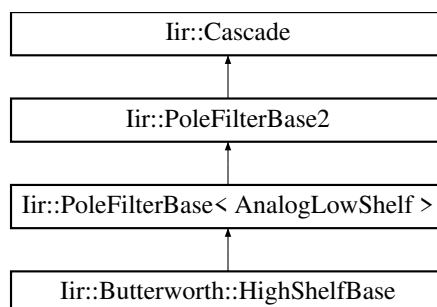 Iir::Cascade
Iir::PoleFilterBase2
Iir::PoleFilterBase< AnalogLowShelf >
Iir::Butterworth::HighShelfBase